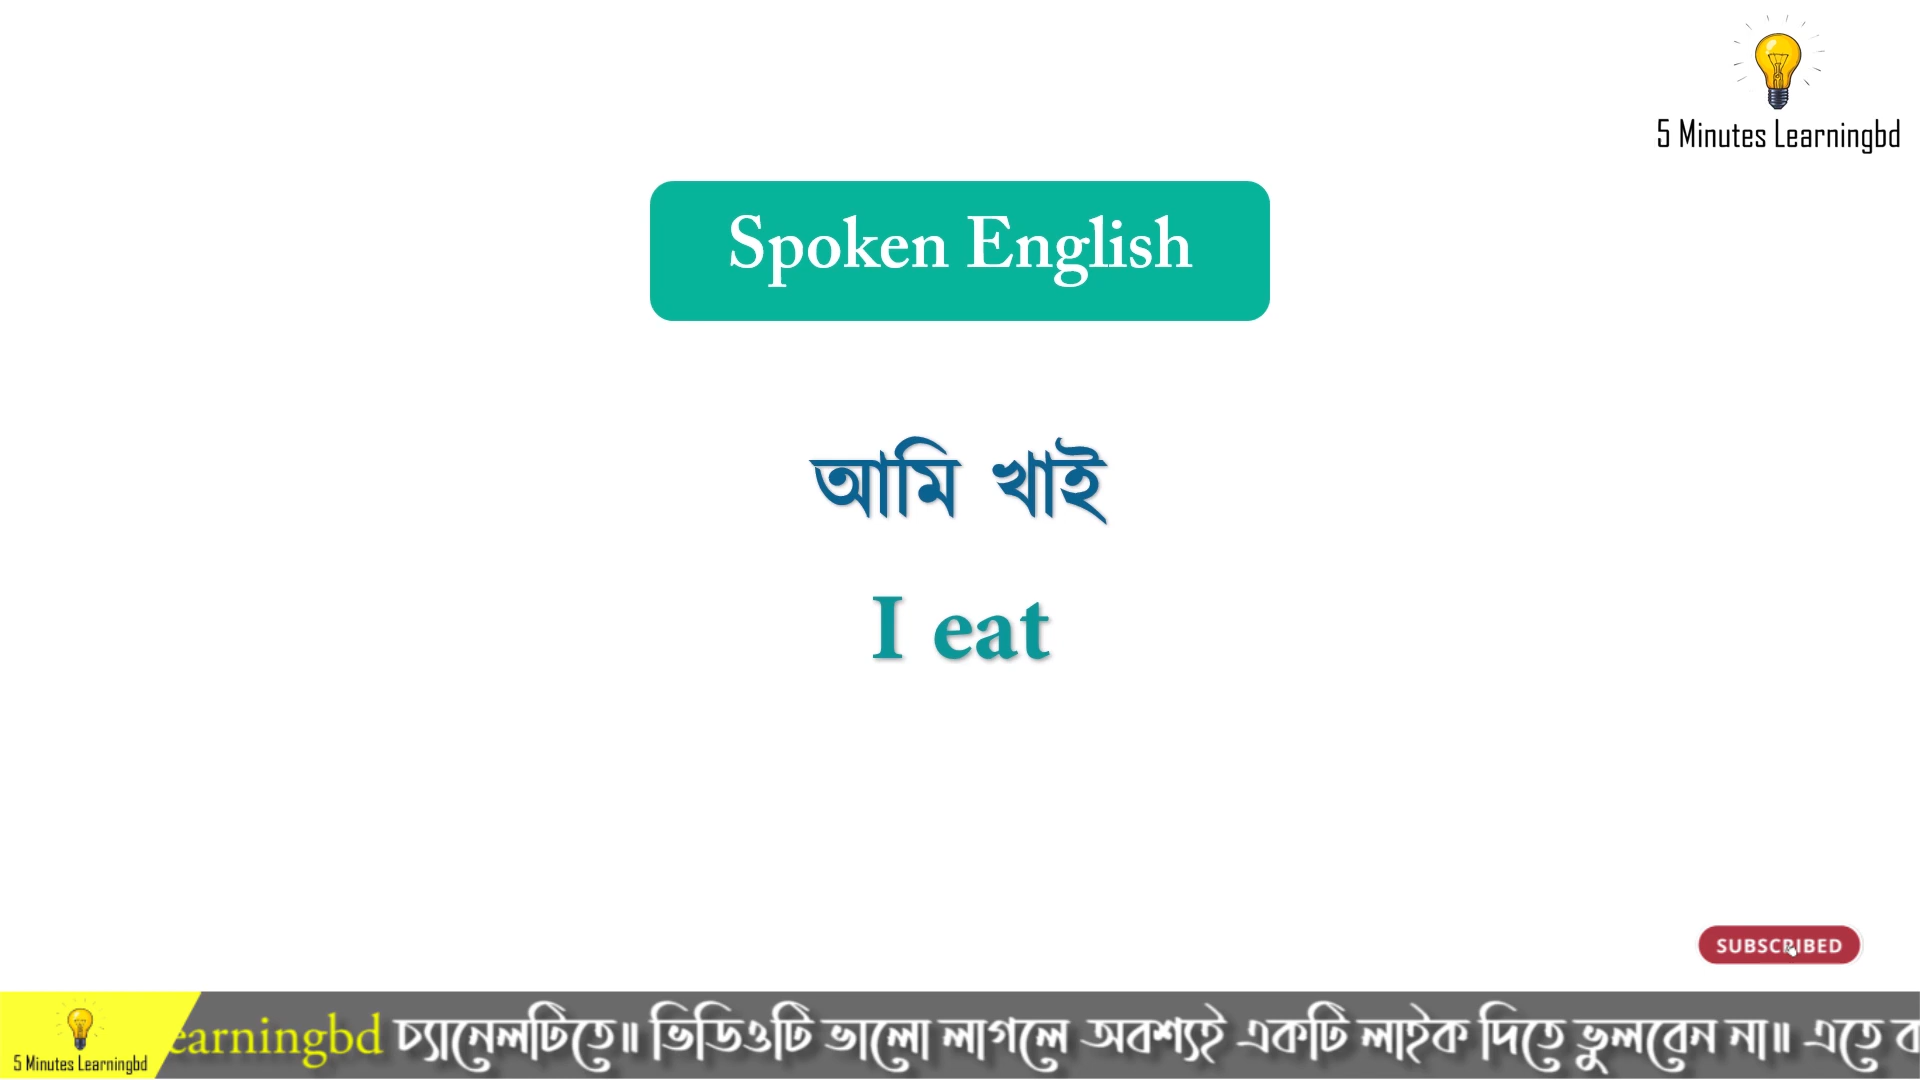 5 Minutes Learningbd
Spoken English
আমি খাই
I eat
SUBSCRIBED
5 Minutes Learningbd
earningbd চ্যানেলটিতে॥ ভিডিওটি ভালো লাগলে অবশ্যই একটি লাইক দিতে ভুলবেন না॥ এতে